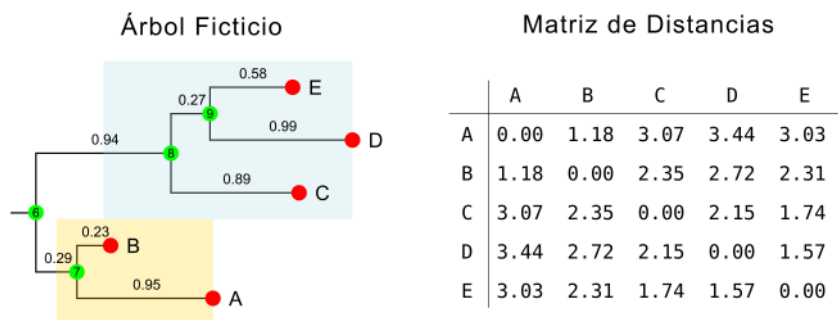 Árbol Ficticio
0.58
E
0.27
9
0.99
D
0.94
8
0.89
C
6
0.23
B
0.29
7
0.95
A
Matriz de Distancias
A B C D E
A 0.00 1.18 3.07 3.44 3.03
B 1.18 0.00 2.35 2.72 2.31
C 3.07 2.35 0.00 2.15 1.74
D 3.44 2.72 2.15 0.00 1.57
E 3.03 2.31 1.74 1.57 0.00